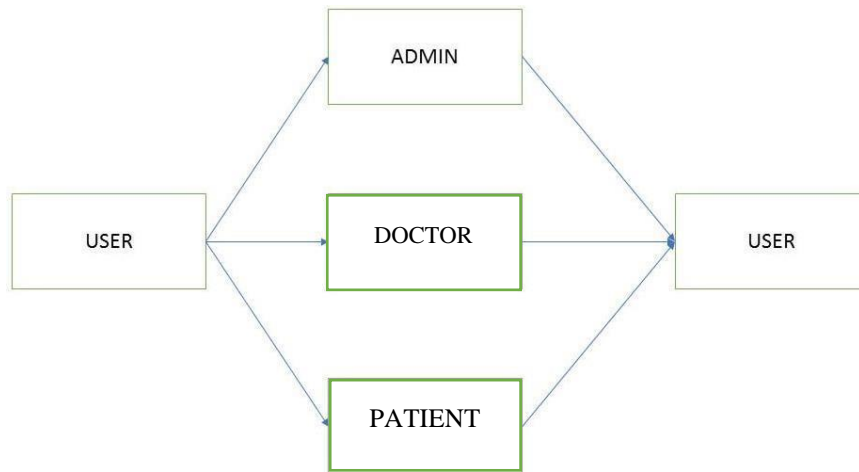 ADMIN
USER
DOCTOR
USER
PATIENT